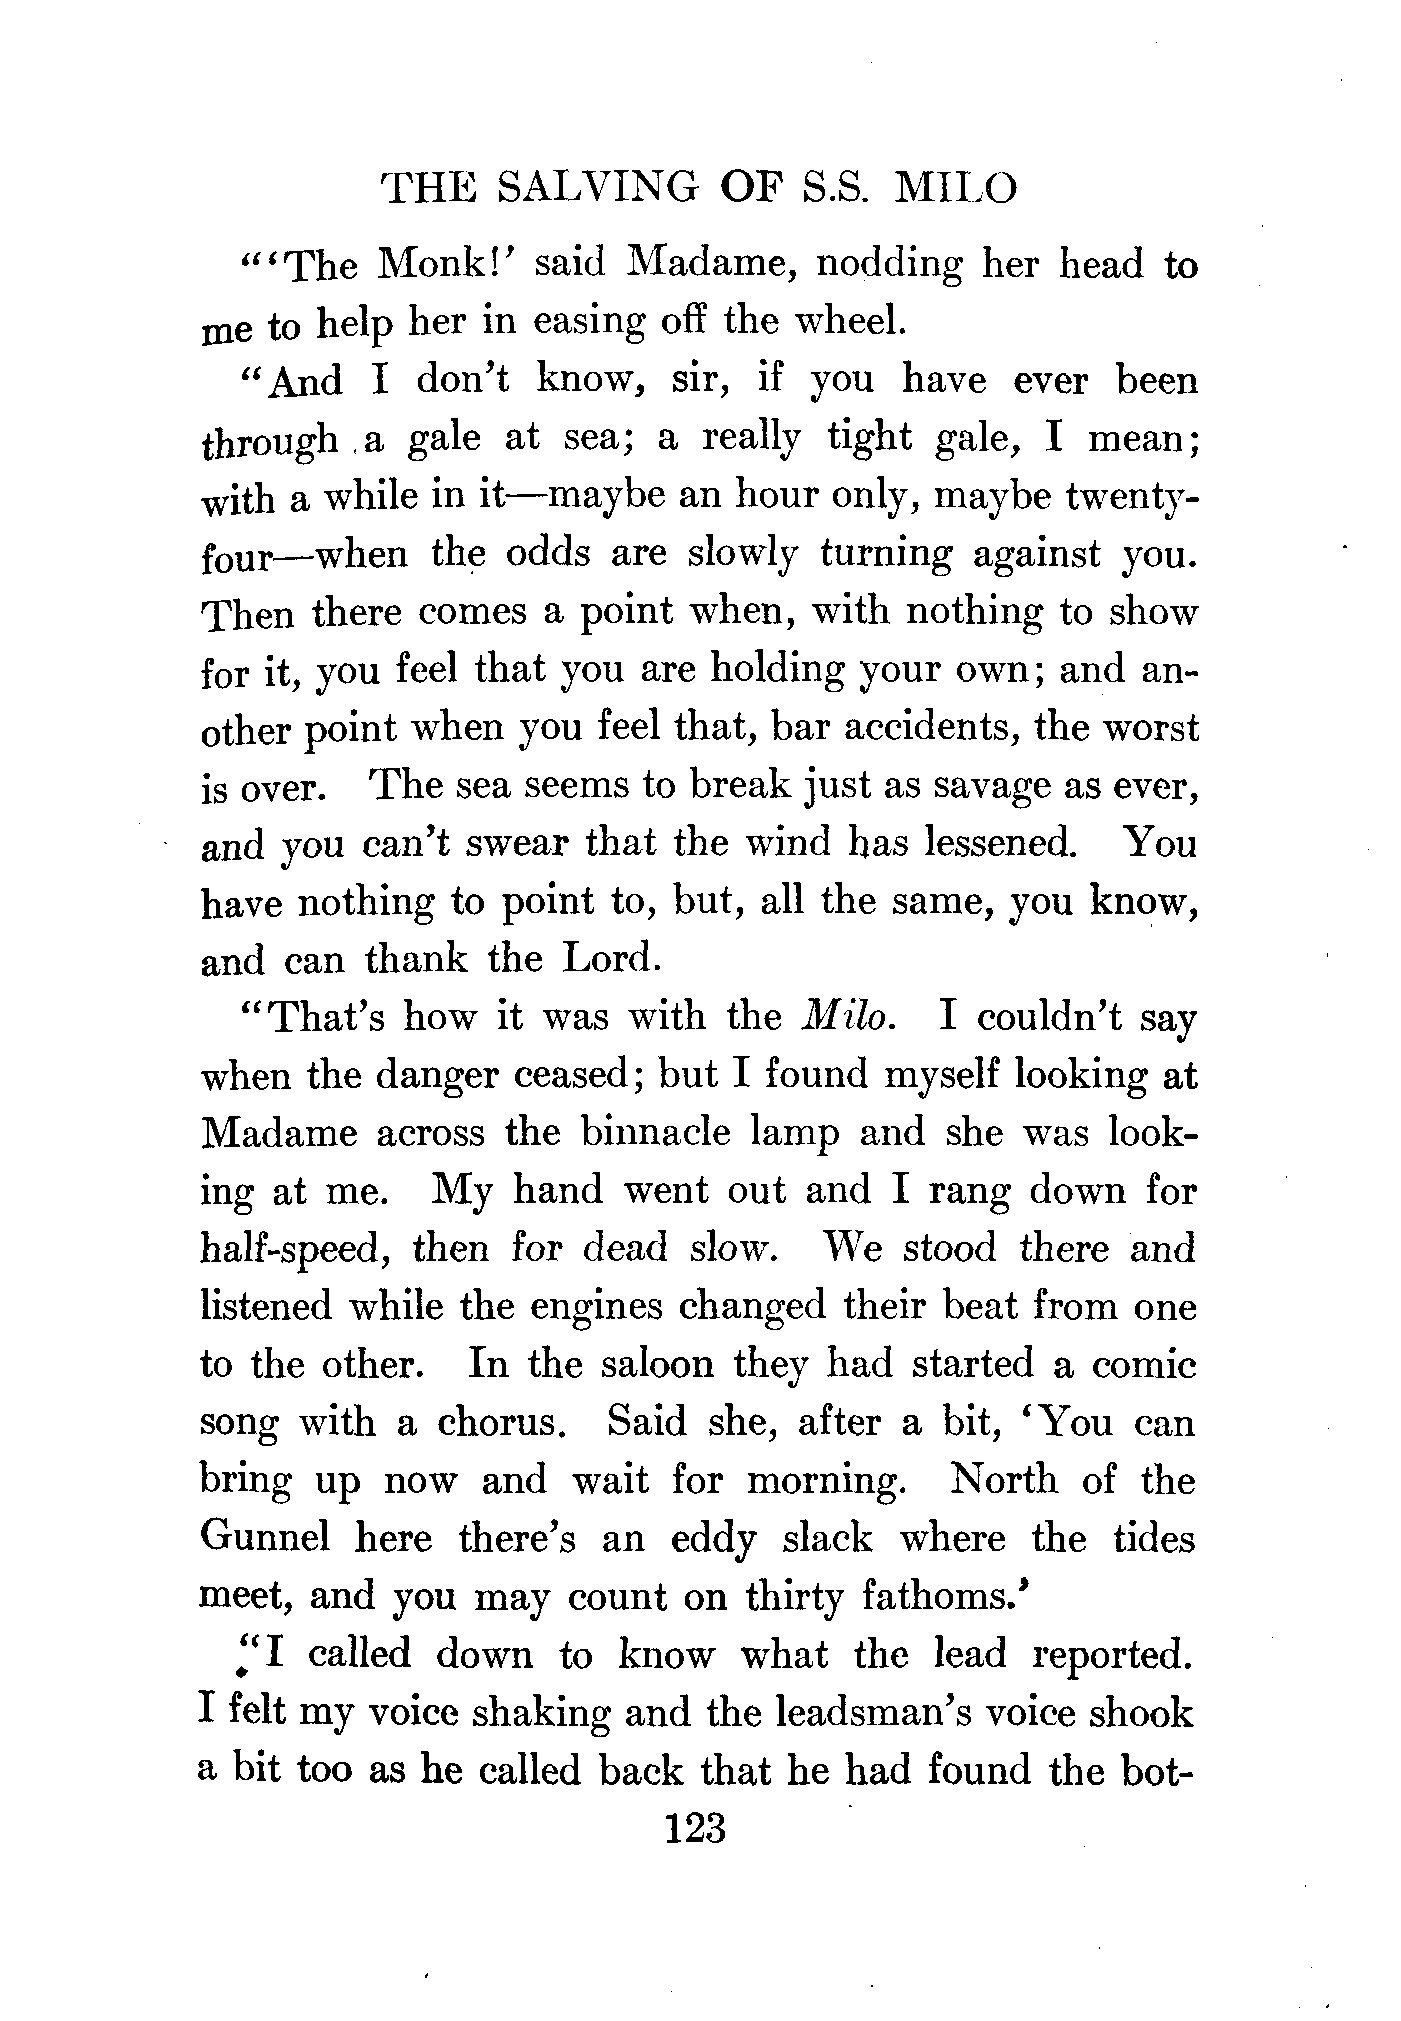 THE SALVING OF S.S. MILO
"'The Monk!' said Madame, nodding her head to
me to help her in easing off the wheel.
"And I don't know, sir, if you have ever been
through a gale at sea; a really tight gale, I mean;
with a while in it—maybe an hour only, maybe twenty-
four—when the odds are slowly turning against you.
Then there comes a point when, with nothing to show
for it, you feel that you are holding your own; and an-
other point when you feel that, bar accidents, the worst
is over. The sea seems to break just as savage as ever,
and you can't swear that the wind has lessened. You
have nothing to point to, but, all the same, you know,
and can thank the Lord.
"That's how it was with the Milo. I couldn't say
when the danger ceased; but I found myself looking at
Madame across the binnacle lamp and she was look-
ing at me. My hand went out and I rang down for
half-speed, then for dead slow. We stood there and
listened while the engines changed their beat from one
to the other. In the saloon they had started a comic
song with a chorus. Said she, after a bit, 'You can
bring up now and wait for morning. North of the
Gunnel here there's an eddy slack where the tides
meet, and you may count on thirty fathoms.'
"I called down to know what the lead reported.
I felt my voice shaking and the leadsman's voice shook
a bit too as he called back that he had found the bot-
123